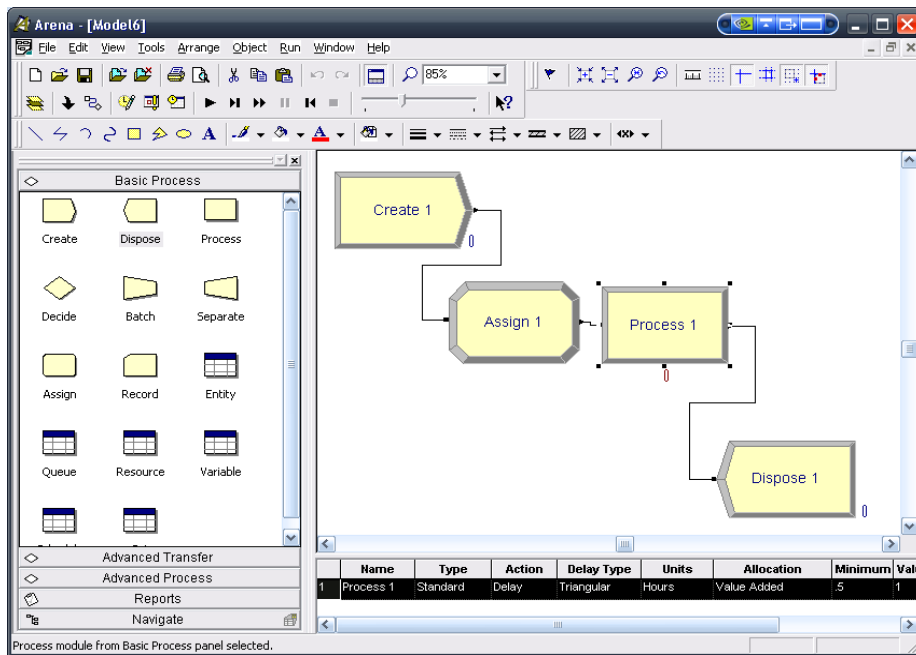 Arena - [Model6]
File Edit View Tools Arrange Object Run Window Help
85%
A A
Basic Process
Create Dispose Process
Decide Batch Separate
Assign Record Entity
Queue Resource Variable
Advanced Transfer
Advanced Process
Reports
Navigate
Create 1
0
Assign 1
Process 1
0
Dispose 1
0
Name Type Action Delay Type Units Allocation Minimum Val
1 Process 1 Standard Delay Triangular Hours Value Added .5 1
Process module from Basic Process panel selected.